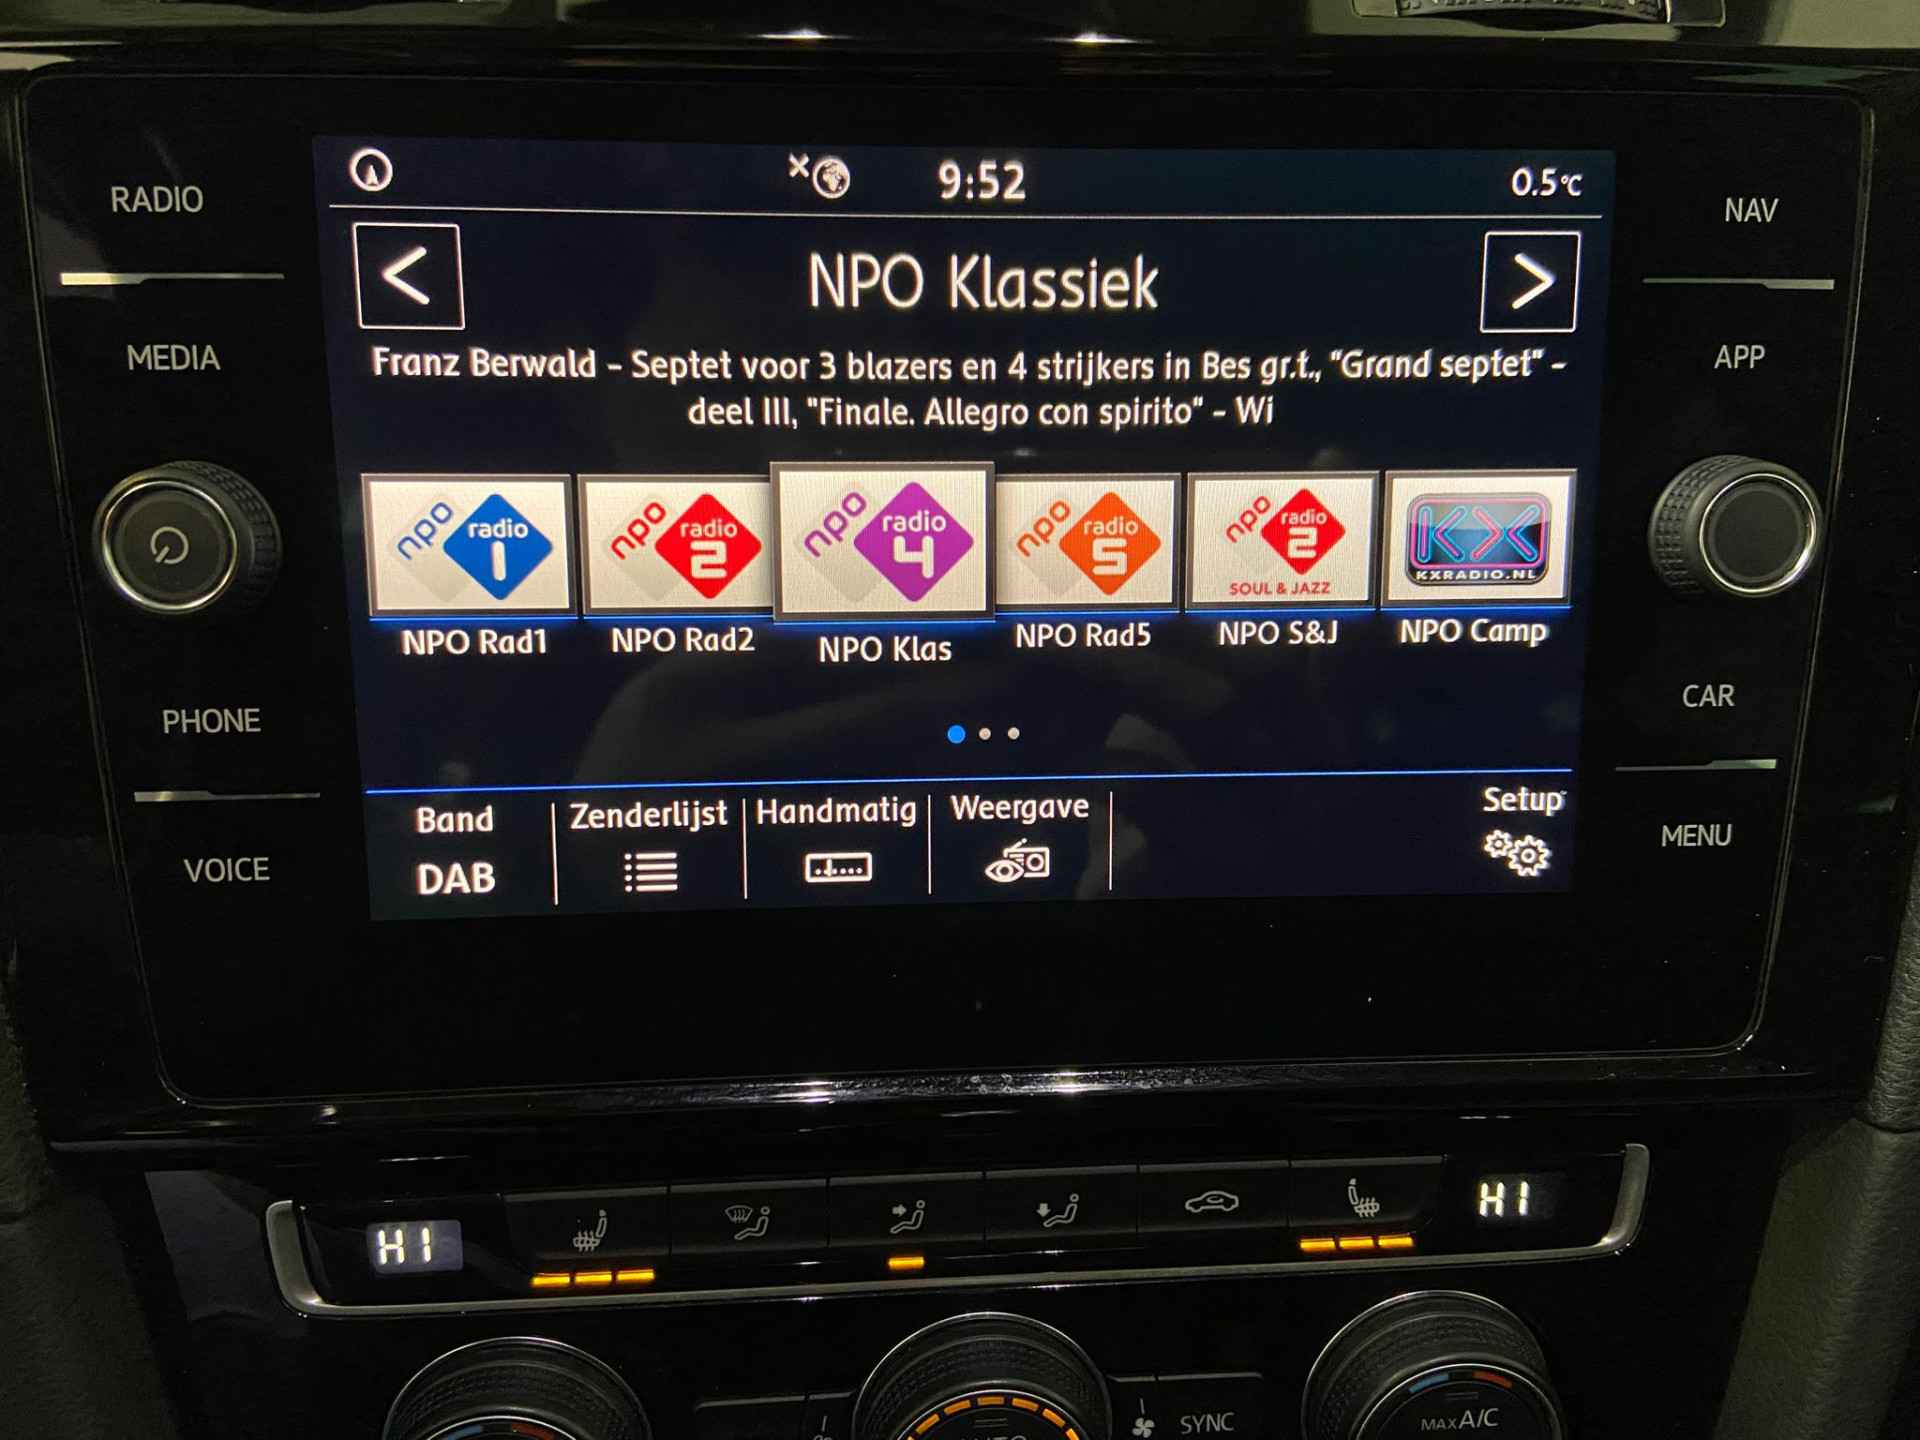 RADIO
MEDIA
PHONE
VOICE
9:52
0.5°C
<
NPO Klassiek
>
Franz Berwald - Septet voor 3 blazers en 4 strijkers in Bes gr.t., "Grand septet" -
deel III, "Finale. Allegro con spirito" - Wi
npo radio 1
npo radio 2
npo radio 4
npo radio 5
npo radio 2 SOUL & JAZZ
KX KXRADIO.NL
NPO Rad1
NPO Rad2
NPO Klas
NPO Rad5
NPO S&J
NPO Camp
Band
DAB
Zenderlijst
Handmatig
Weergave
Setup
NAV
APP
CAR
MENU
HI
HI
SYNC
MAX A/C